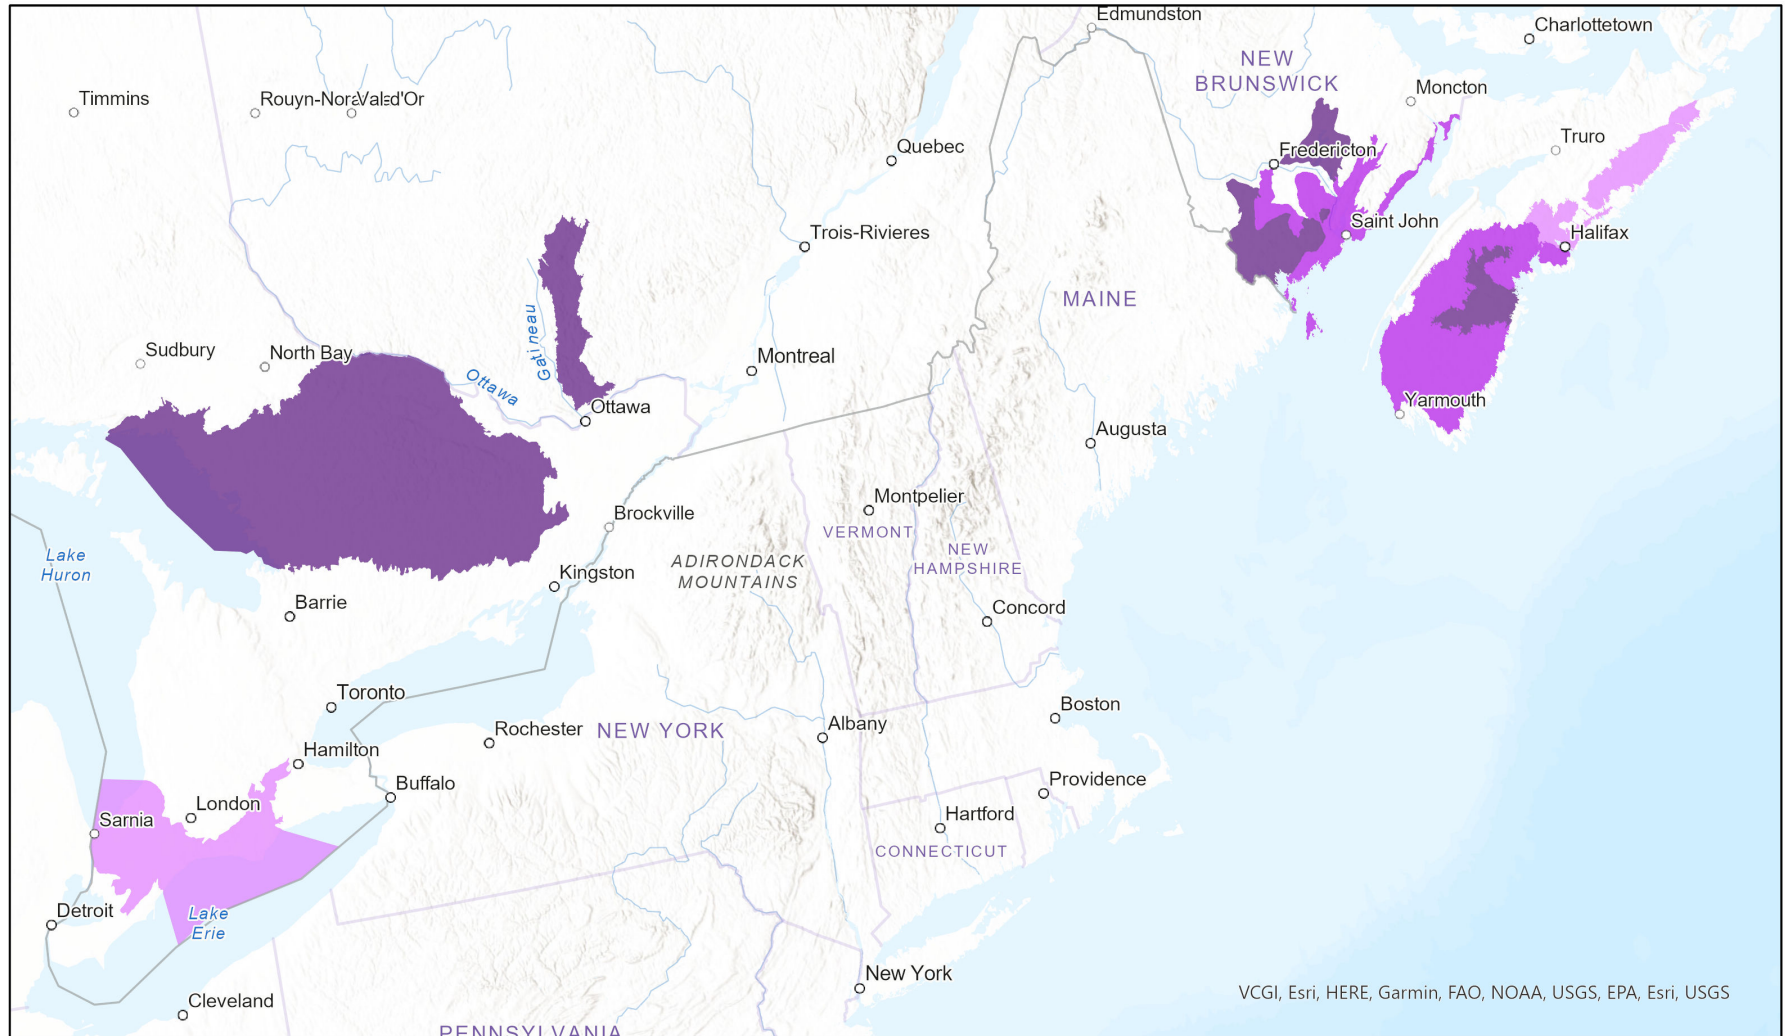 Edmundston
Charlottetown
NEW
BRUNSWICK
Timmins
Rouyn-Nora
Val-d'Or
Moncton
Quebec
Fredericton
Truro
Trois-Rivieres
Saint John
Halifax
MAINE
Gatineau
Sudbury
North Bay
Montreal
Ottawa
Ottawa
Yarmouth
Augusta
Montpelier
Brockville
VERMONT
Lake
Huron
NEW
HAMPSHIRE
ADIRONDACK
MOUNTAINS
Kingston
Barrie
Concord
Toronto
Boston
Rochester
NEW YORK
Albany
Hamilton
Buffalo
Providence
London
Sarnia
Hartford
CONNECTICUT
Detroit
Lake
Erie
New York
Cleveland
VCGI, Esri, HERE, Garmin, FAO, NOAA, USGS, EPA, Esri, USGS
PENNSYLVANIA